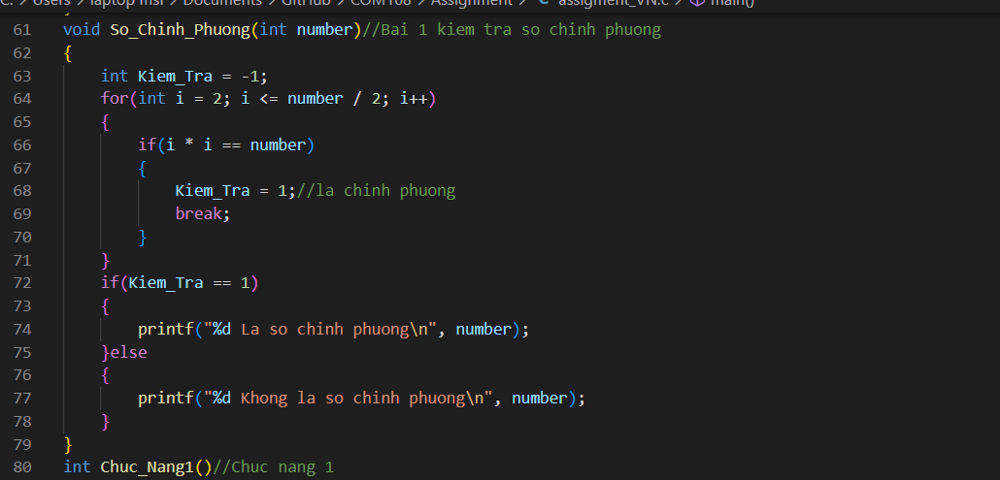 C: > Users > laptop msi > Documents > GitHub > COM108 > Assignment > C assigment_VN.c > main()
61 void So_Chinh_Phuong(int number)//Bai 1 kiem tra so chinh phuong
62 {
63 int Kiem_Tra = -1;
64 for(int i = 2; i <= number / 2; i++)
65 {
66 if(i * i == number)
67 {
68 Kiem_Tra = 1;//la chinh phuong
69 break;
70 }
71 }
72 if(Kiem_Tra == 1)
73 {
74 printf("%d La so chinh phuong\n", number);
75 }else
76 {
77 printf("%d Khong la so chinh phuong\n", number);
78 }
79 }
80 int Chuc_Nang1()//Chuc nang 1